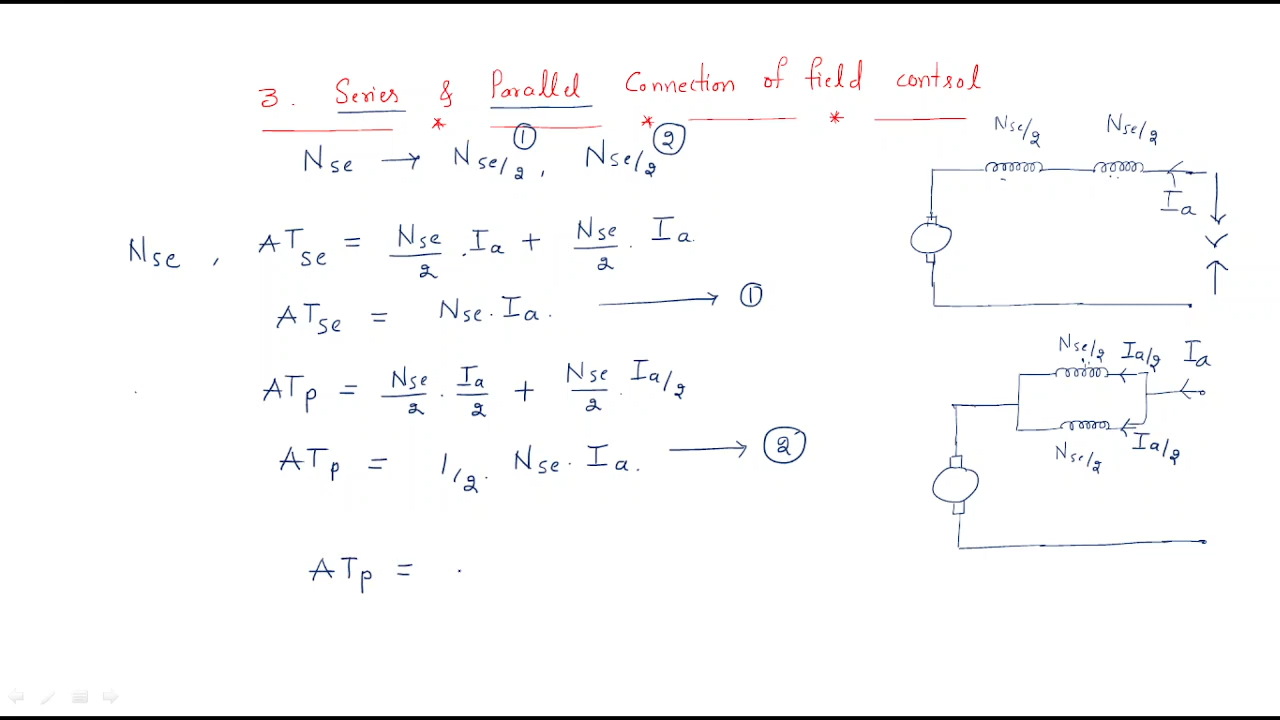 3. Series & Parallel Connection of field control
* * *
Nse → Nse/2 ①, Nse/2 ②
Nse , ATse = Nse/2 . Ia + Nse/2 . Ia
ATse = Nse . Ia. → ①
ATp = Nse/2 . Ia/2 + Nse/2 . Ia/2
ATp = 1/2 . Nse . Ia. → ②
ATp = .
Nse/2 Nse/2
Ia
V
Nse/2 Ia/2 Ia
Nse/2 Ia/2